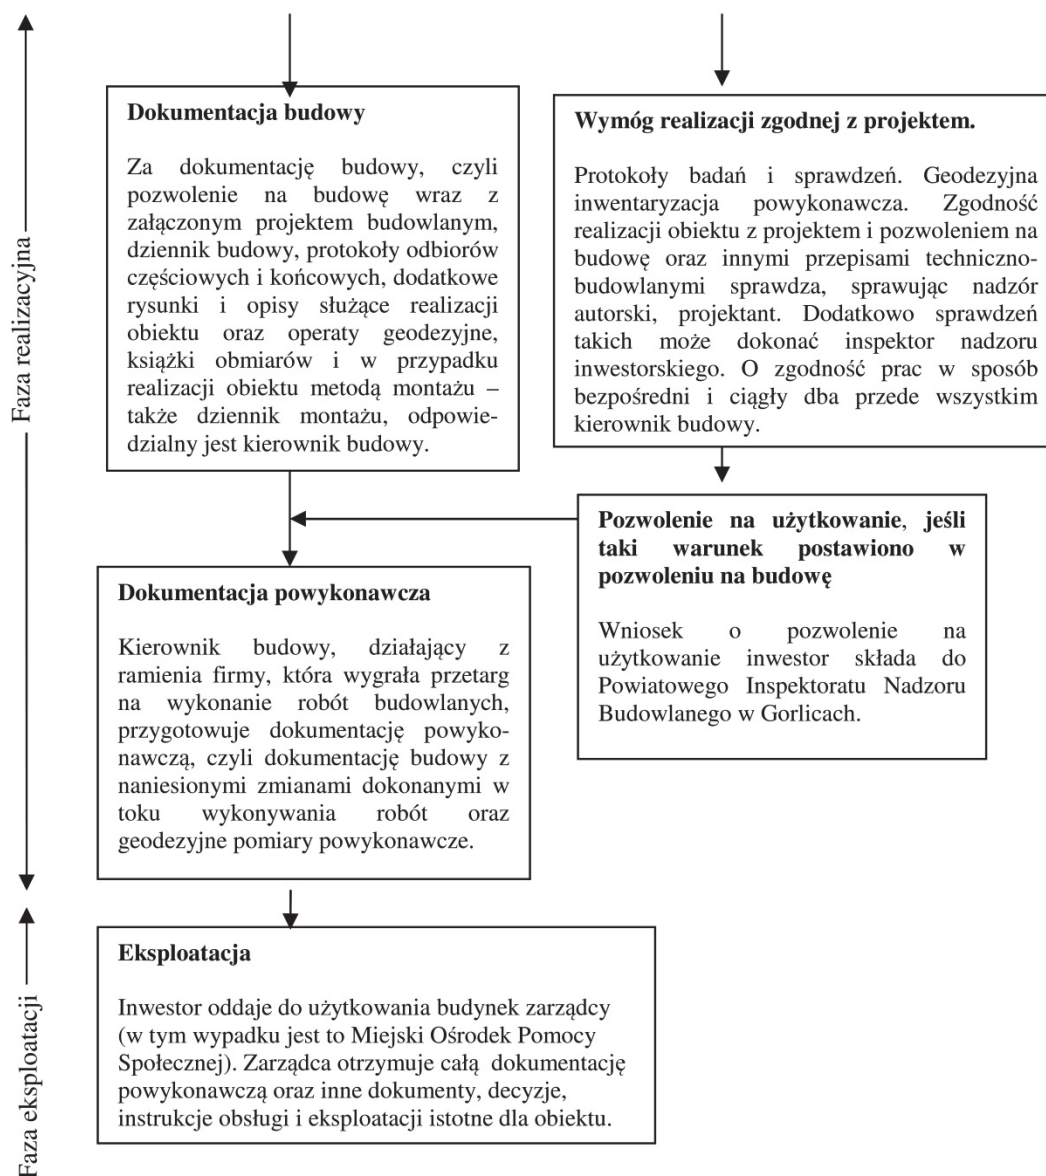 Faza realizacyjna
Dokumentacja budowy
Za dokumentację budowy, czyli
pozwolenie na budowę wraz z
załączonym projektem budowlanym,
dziennik budowy, protokoły odbiorów
częściowych i końcowych, dodatkowe
rysunki i opisy służące realizacji
obiektu oraz operaty geodezyjne,
książki obmiarów i w przypadku
realizacji obiektu metodą montażu –
także dziennik montażu, odpowie-
dzialny jest kierownik budowy.
Wymóg realizacji zgodnej z projektem.
Protokoły badań i sprawdzeń. Geodezyjna
inwentaryzacja powykonawcza. Zgodność
realizacji obiektu z projektem i pozwoleniem na
budowę oraz innymi przepisami techniczno-
budowlanymi sprawdza, sprawując nadzór
autorski, projektant. Dodatkowo sprawdzeń
takich może dokonać inspektor nadzoru
inwestorskiego. O zgodność prac w sposób
bezpośredni i ciągły dba przede wszystkim
kierownik budowy.
Pozwolenie na użytkowanie, jeśli
taki warunek postawiono w
pozwoleniu na budowę
Wniosek o pozwolenie na
użytkowanie inwestor składa do
Powiatowego Inspektoratu Nadzoru
Budowlanego w Gorlicach.
Dokumentacja powykonawcza
Kierownik budowy, działający z
ramienia firmy, która wygrała przetarg
na wykonanie robót budowlanych,
przygotowuje dokumentację powyko-
nawczą, czyli dokumentację budowy z
naniesionymi zmianami dokonanymi w
toku wykonywania robót oraz
geodezyjne pomiary powykonawcze.
Faza eksploatacji
Eksploatacja
Inwestor oddaje do użytkowania budynek zarządcy
(w tym wypadku jest to Miejski Ośrodek Pomocy
Społecznej). Zarządca otrzymuje całą dokumentację
powykonawczą oraz inne dokumenty, decyzje,
instrukcje obsługi i eksploatacji istotne dla obiektu.